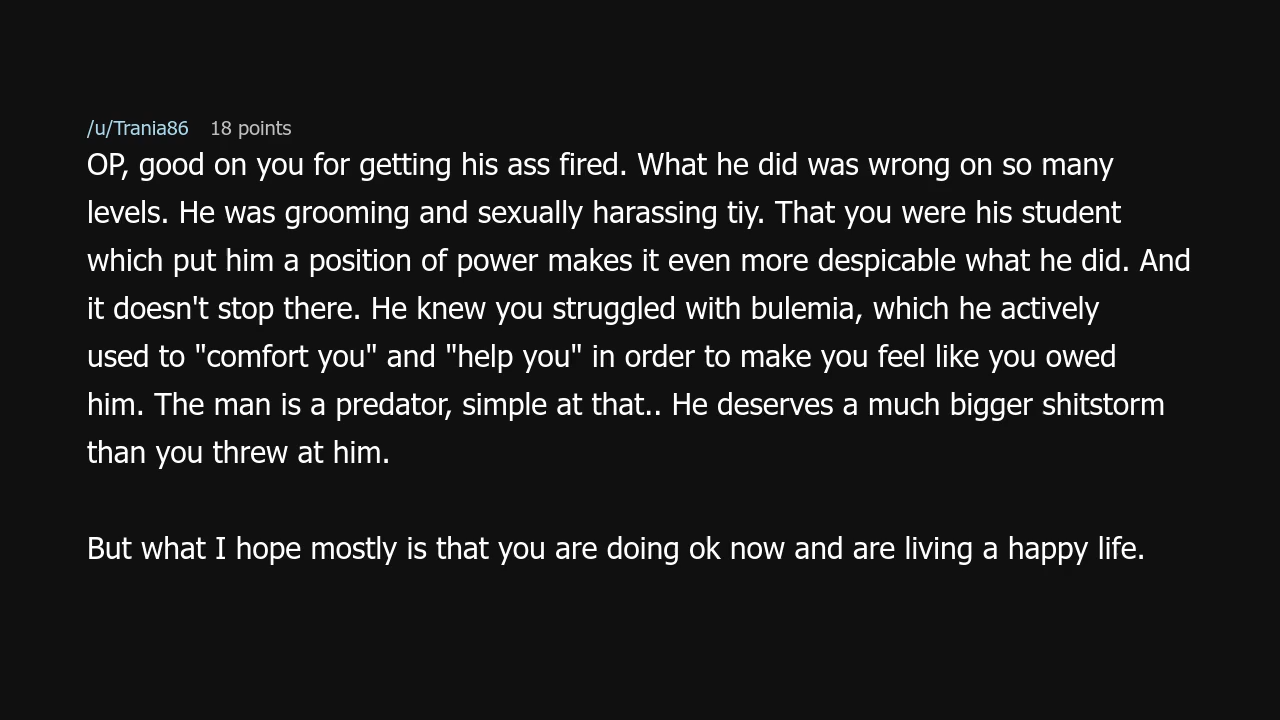 /u/Trania86 18 points
OP, good on you for getting his ass fired. What he did was wrong on so many
levels. He was grooming and sexually harassing tiy. That you were his student
which put him a position of power makes it even more despicable what he did. And
it doesn't stop there. He knew you struggled with bulemia, which he actively
used to "comfort you" and "help you" in order to make you feel like you owed
him. The man is a predator, simple at that.. He deserves a much bigger shitstorm
than you threw at him.
But what I hope mostly is that you are doing ok now and are living a happy life.